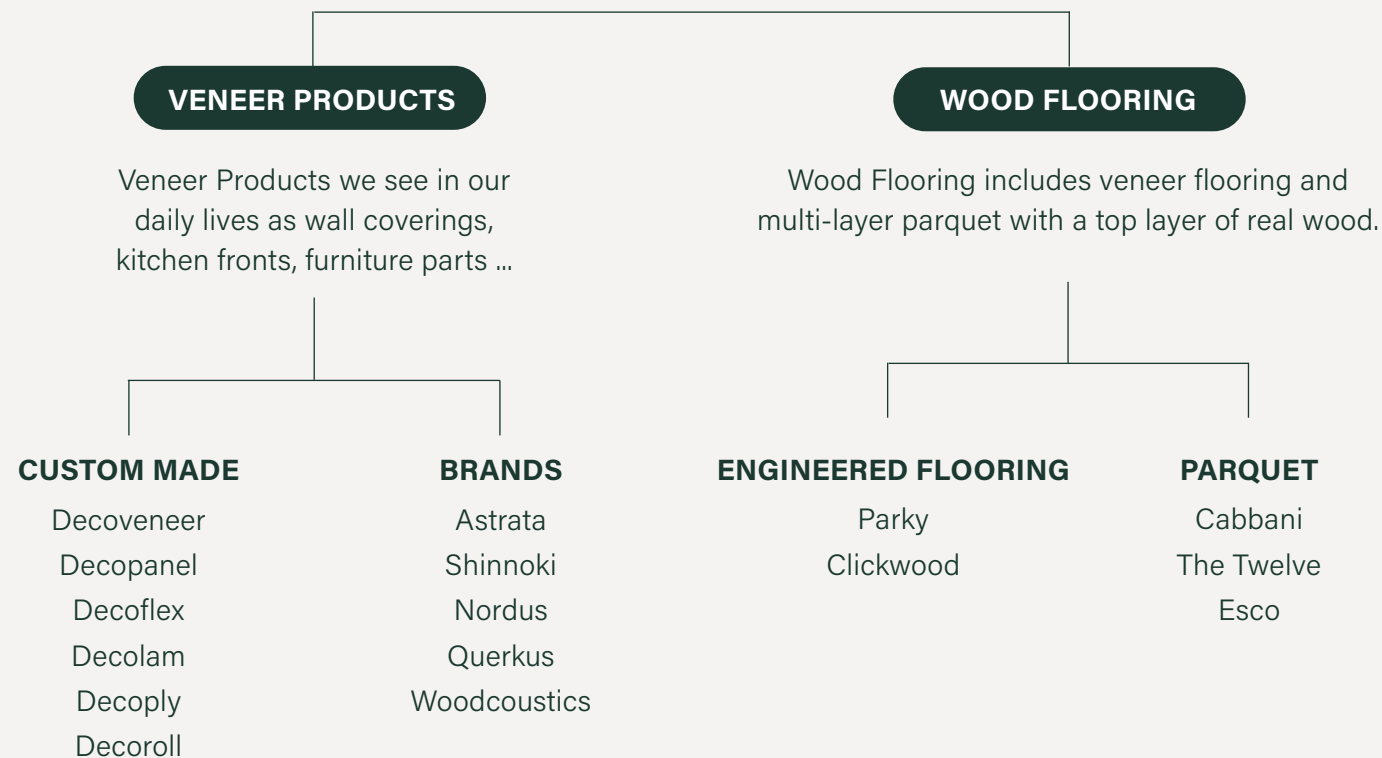 VENEER PRODUCTS
Veneer Products we see in our
daily lives as wall coverings,
kitchen fronts, furniture parts ...
CUSTOM MADE
Decoveneer
Decopanel
Decoflex
Decolam
Decoply
Decoroll
BRANDS
Astrata
Shinnoki
Nordus
Querkus
Woodcoustics
WOOD FLOORING
Wood Flooring includes veneer flooring and
multi-layer parquet with a top layer of real wood.
ENGINEERED FLOORING
Parky
Clickwood
PARQUET
Cabbani
The Twelve
Esco